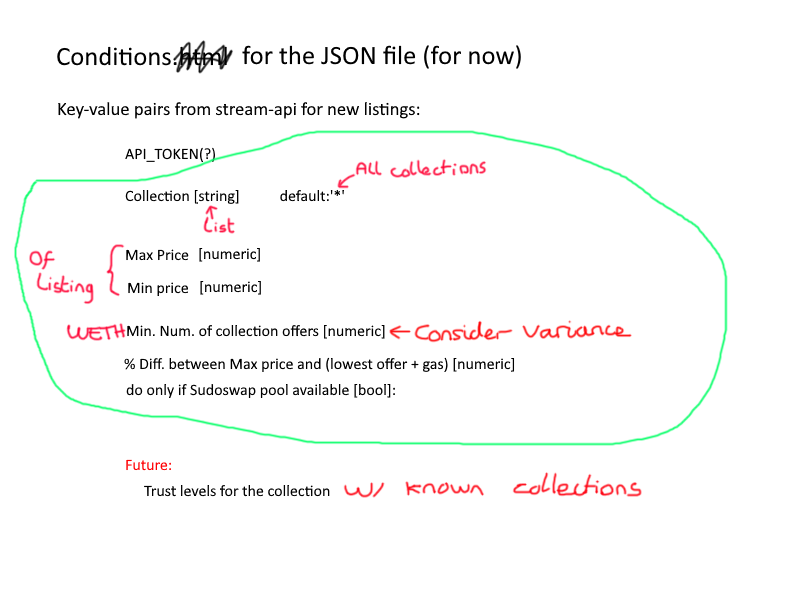 Conditions.html for the JSON file (for now)
Key-value pairs from stream-api for new listings:
API_TOKEN(?)
All collections
Collection [string] default:'*'
List
Of Listing
Max Price [numeric]
Min price [numeric]
WETH Min. Num. of collection offers [numeric] ← Consider Variance
% Diff. between Max price and (lowest offer + gas) [numeric]
do only if Sudoswap pool available [bool]:
Future:
Trust levels for the collection w/ known collections